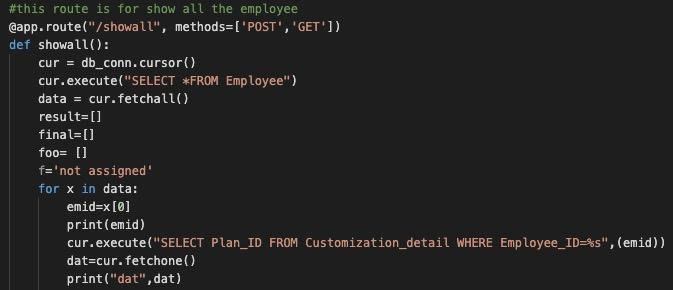 #this route is for show all the employee
@app.route("/showall", methods=['POST','GET'])
def showall():
    cur = db_conn.cursor()
    cur.execute("SELECT *FROM Employee")
    data = cur.fetchall()
    result=[]
    final=[]
    foo= []
    f='not assigned'
    for x in data:
        emid=x[0]
        print(emid)
        cur.execute("SELECT Plan_ID FROM Customization_detail WHERE Employee_ID=%s",(emid))
        dat=cur.fetchone()
        print("dat",dat)